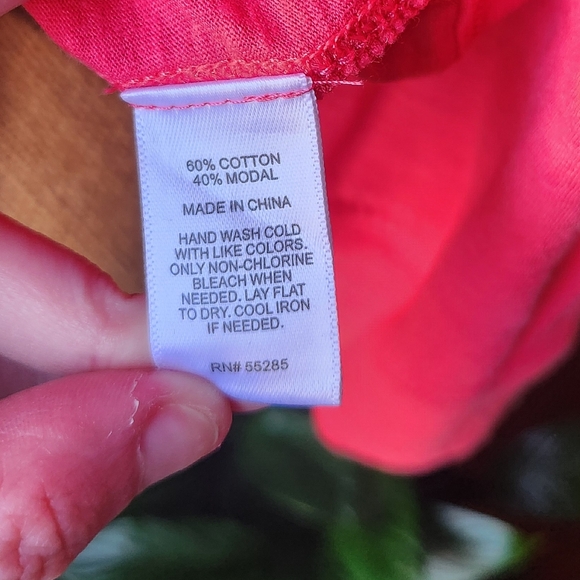 60% COTTON
40% MODAL
MADE IN CHINA
HAND WASH COLD
WITH LIKE COLORS.
ONLY NON-CHLORINE
BLEACH WHEN
NEEDED. LAY FLAT
TO DRY. COOL IRON
IF NEEDED.
RN# 55285